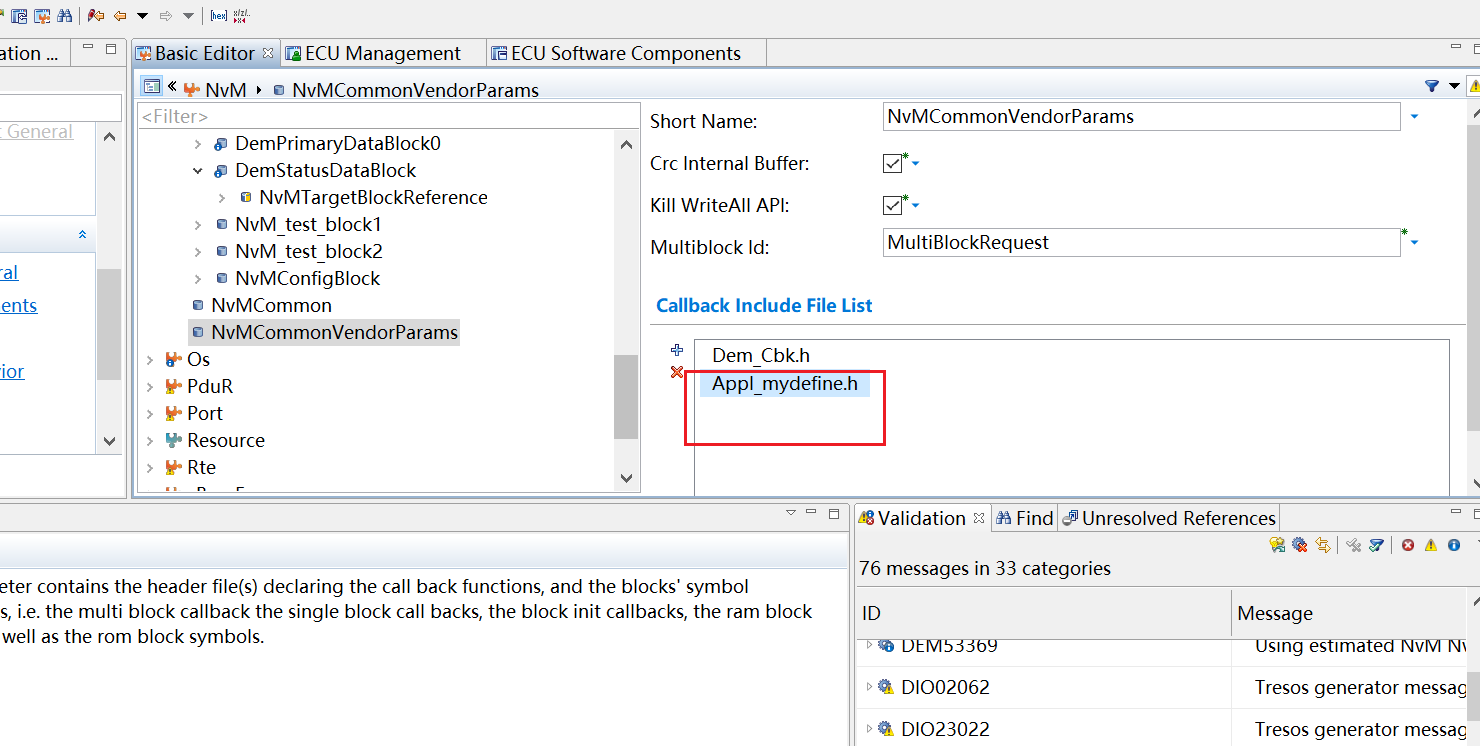 [hex]
ation ...
Basic Editor
ECU Management
ECU Software Components
NvM
NvMCommonVendorParams
<Filter>
t General
ral
ents
ior
DemPrimaryDataBlock0
DemStatusDataBlock
NvMTargetBlockReference
NvM_test_block1
NvM_test_block2
NvMConfigBlock
NvMCommon
NvMCommonVendorParams
Os
PduR
Port
Resource
Rte
Short Name:
NvMCommonVendorParams
Crc Internal Buffer:
Kill WriteAll API:
Multiblock Id:
MultiBlockRequest
Callback Include File List
Dem_Cbk.h
Appl_mydefine.h
eter contains the header file(s) declaring the call back functions, and the blocks' symbol
s, i.e. the multi block callback the single block call backs, the block init callbacks, the ram block
well as the rom block symbols.
Validation
Find
Unresolved References
76 messages in 33 categories
ID
Message
DEM53369
Using estimated NvM Nv
DIO02062
Tresos generator messag
DIO23022
Tresos generator messag